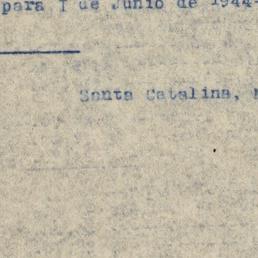 para 1 de Junio de 1944-
Santa Catalina,